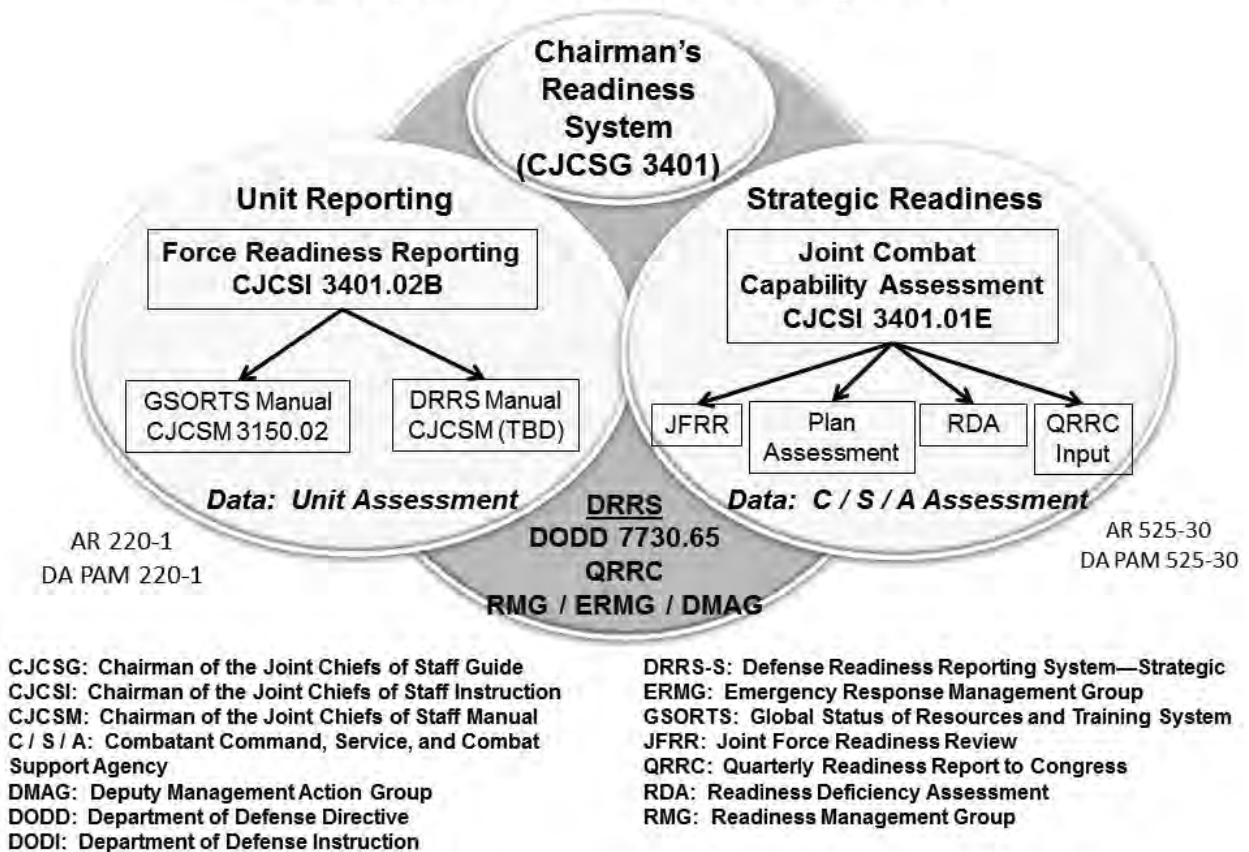 Chairman's
Readiness
System
(CJCSG 3401)
Unit Reporting
Force Readiness Reporting
CJCSI 3401.02B
GSORTS Manual
CJCSM 3150.02
DRRS Manual
CJCSM (TBD)
Data: Unit Assessment
AR 220-1
DA PAM 220-1
Strategic Readiness
Joint Combat
Capability Assessment
CJCSI 3401.01E
JFRR
Plan
Assessment
RDA
QRRC
Input
Data: C / S / A Assessment
AR 525-30
DA PAM 525-30
DRRS
DODD 7730.65
QRRC
RMG / ERMG / DMAG
CJCSG: Chairman of the Joint Chiefs of Staff Guide
CJCSI: Chairman of the Joint Chiefs of Staff Instruction
CJCSM: Chairman of the Joint Chiefs of Staff Manual
C / S / A: Combatant Command, Service, and Combat
Support Agency
DMAG: Deputy Management Action Group
DODD: Department of Defense Directive
DODI: Department of Defense Instruction
DRRS-S: Defense Readiness Reporting System—Strategic
ERMG: Emergency Response Management Group
GSORTS: Global Status of Resources and Training System
JFRR: Joint Force Readiness Review
QRRC: Quarterly Readiness Report to Congress
RDA: Readiness Deficiency Assessment
RMG: Readiness Management Group